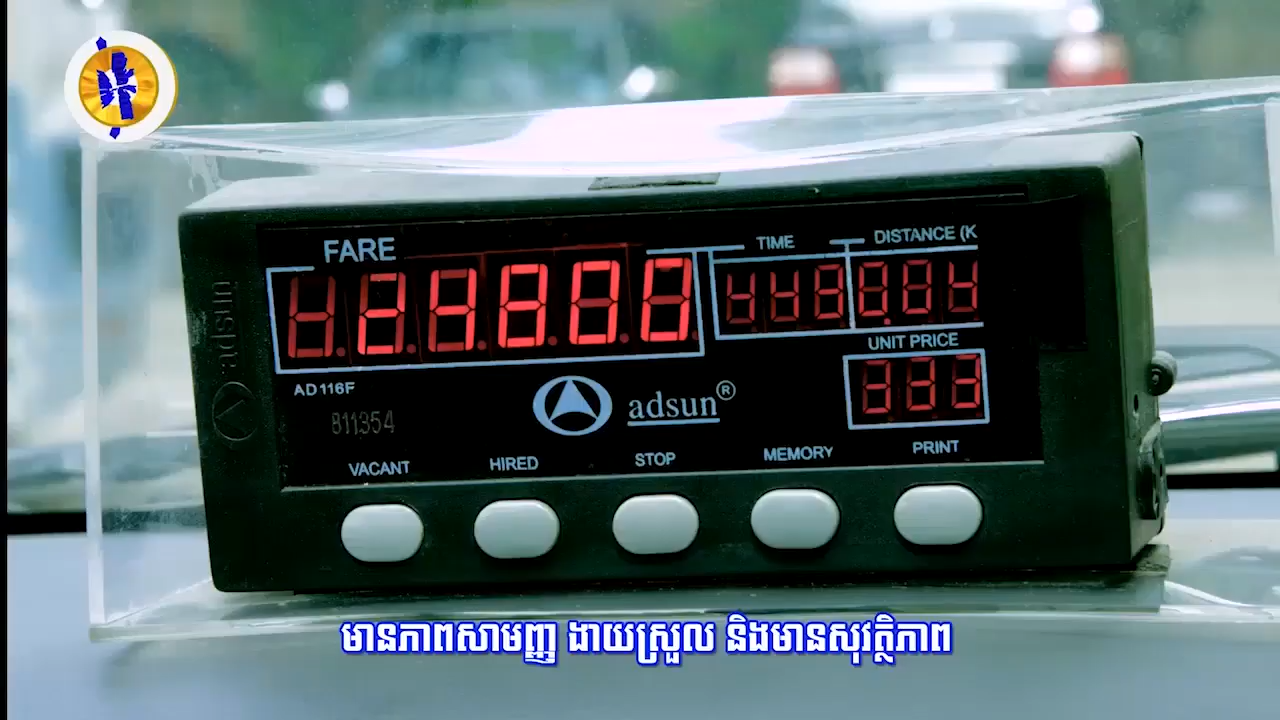 FARE
TIME
DISTANCE (K
UNIT PRICE
adsun
AD116F
811354
adsun®
VACANT
HIRED
STOP
MEMORY
PRINT
មានភាពសាមញ្ញ ងាយស្រួល និងមានសុវត្ថិភាព